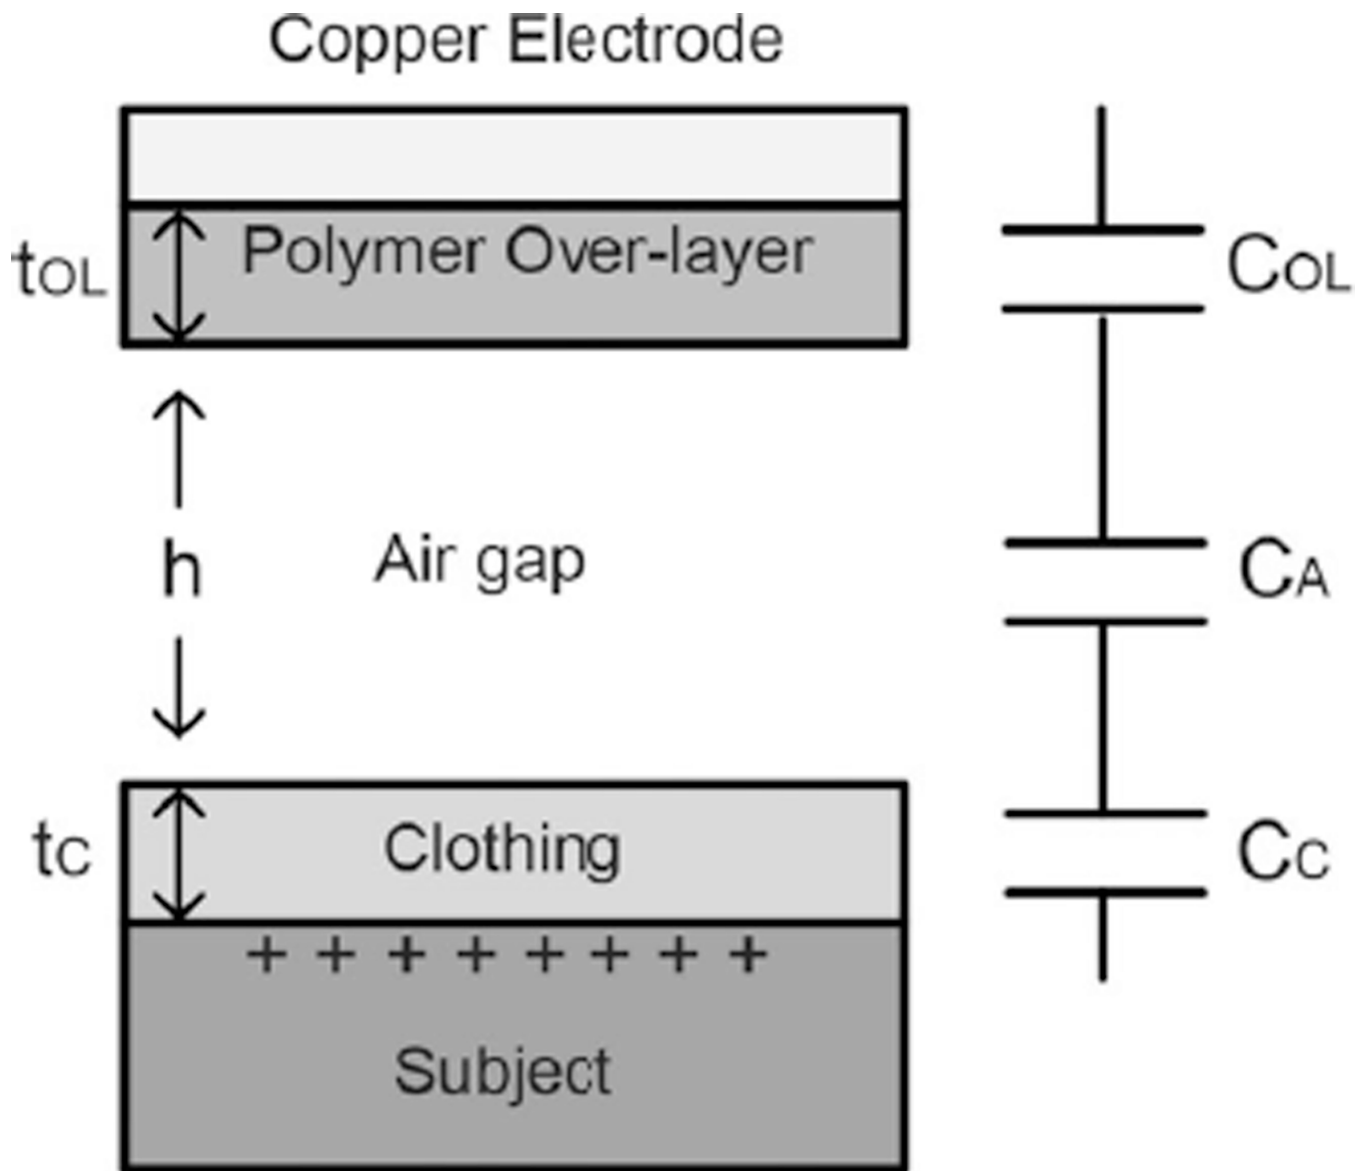 Copper Electrode
Polymer Over-layer
tOL
COL
h
Air gap
CA
tC
Clothing
CC
+ + + + + + + +
Subject